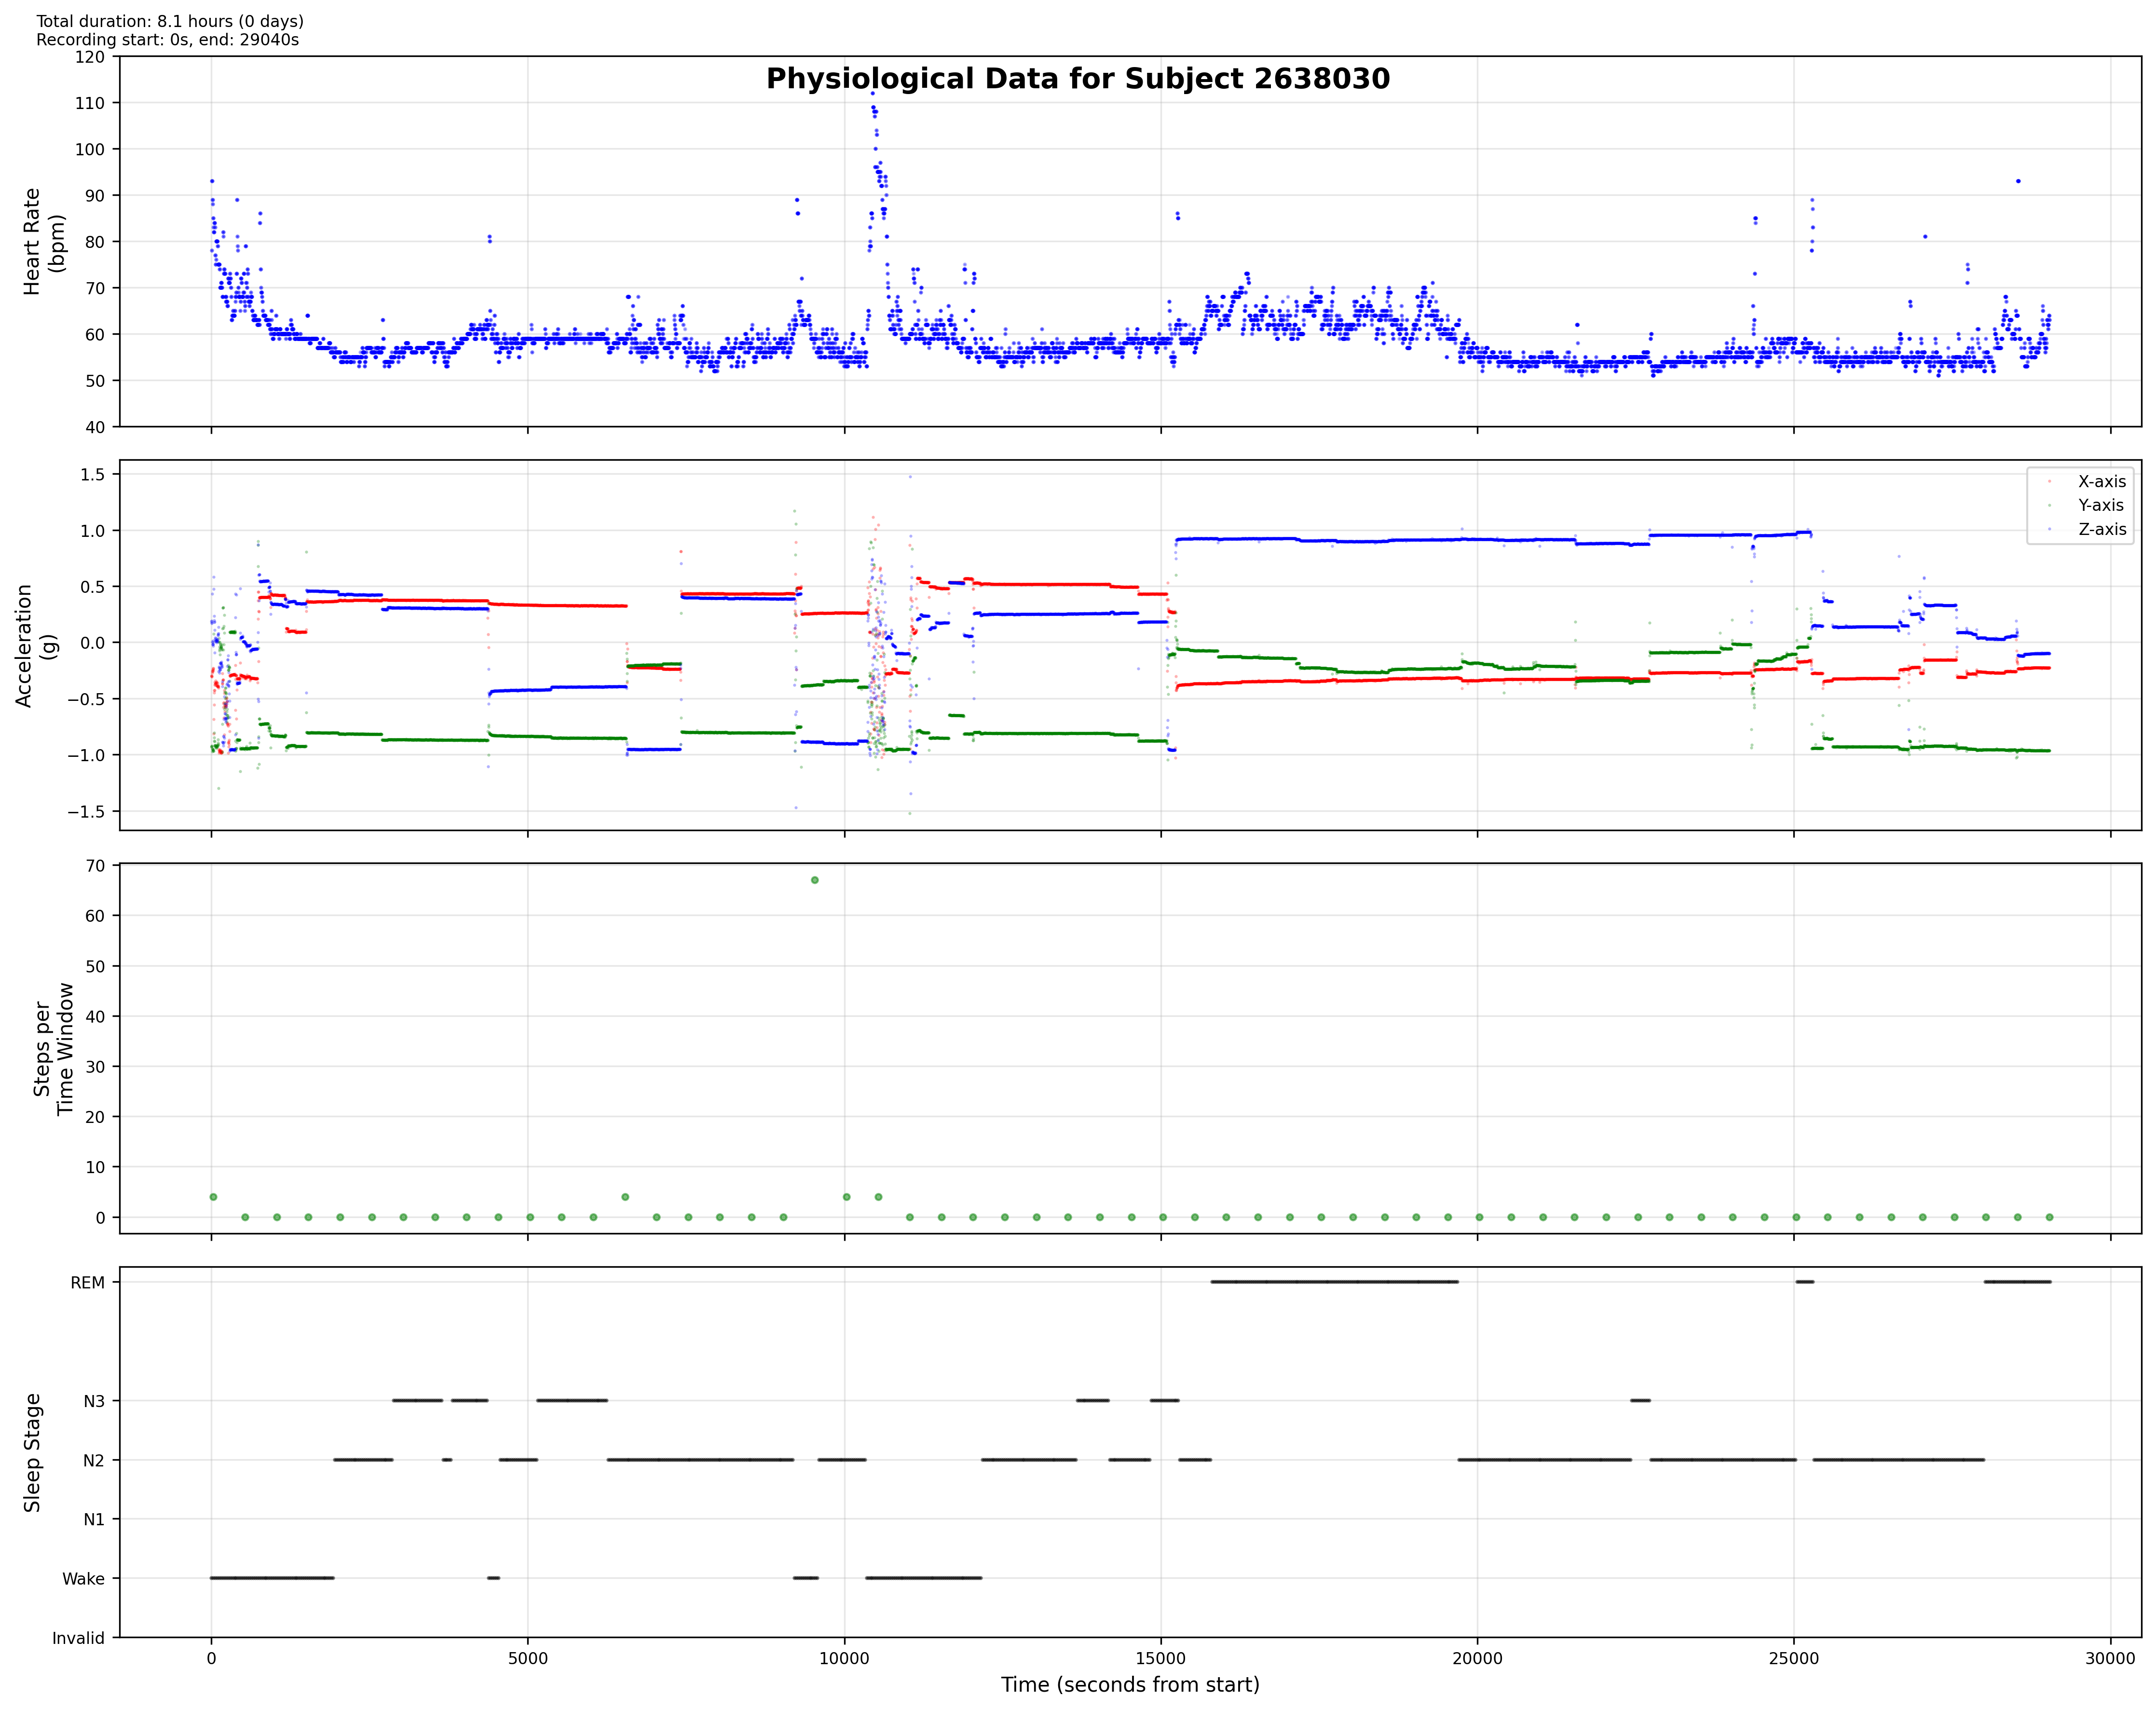 Total duration: 8.1 hours (0 days)
Recording start: 0s, end: 29040s
Physiological Data for Subject 2638030
Heart Rate
(bpm)
120
110
100
90
80
70
60
50
40
Acceleration
(g)
1.5
1.0
0.5
0.0
−0.5
−1.0
−1.5
X-axis
Y-axis
Z-axis
Steps per
Time Window
70
60
50
40
30
20
10
0
Sleep Stage
REM
N3
N2
N1
Wake
Invalid
0 5000 10000 15000 20000 25000 30000
Time (seconds from start)